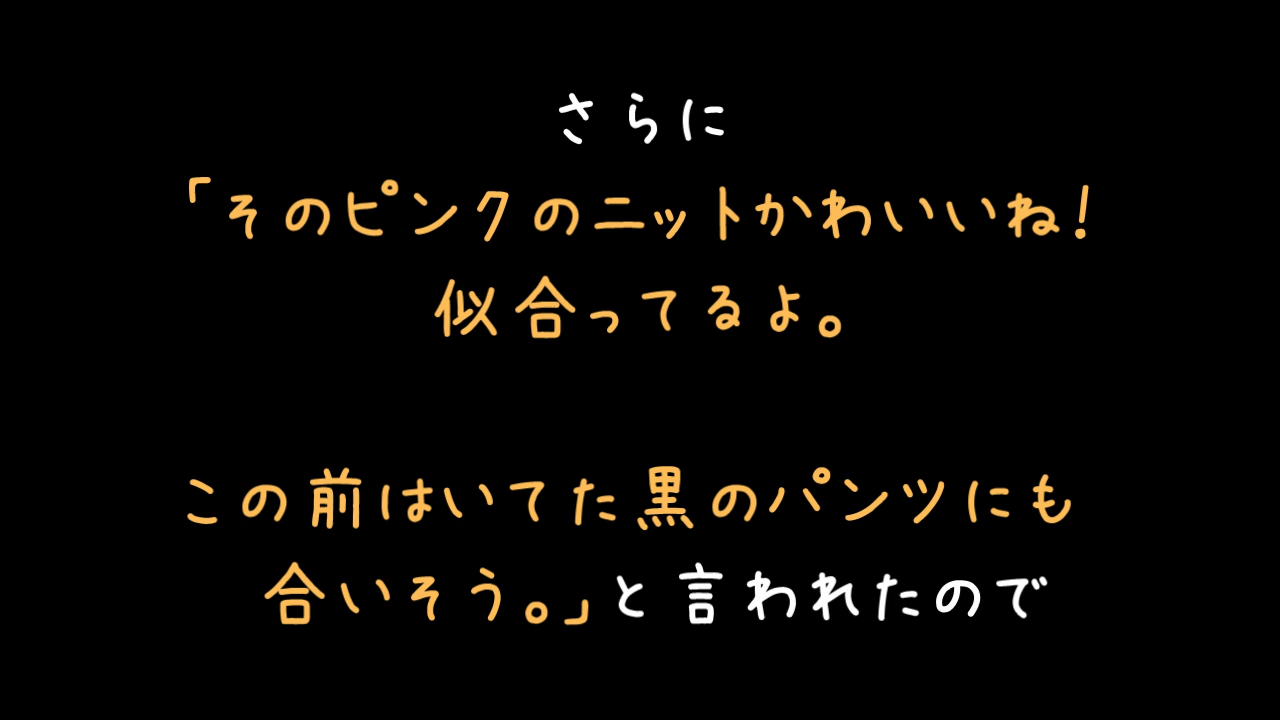 さらに
「そのピンクのニットかわいいね!
似合ってるよ。
この前はいてた黒のパンツにも
合いそう。」と言われたので